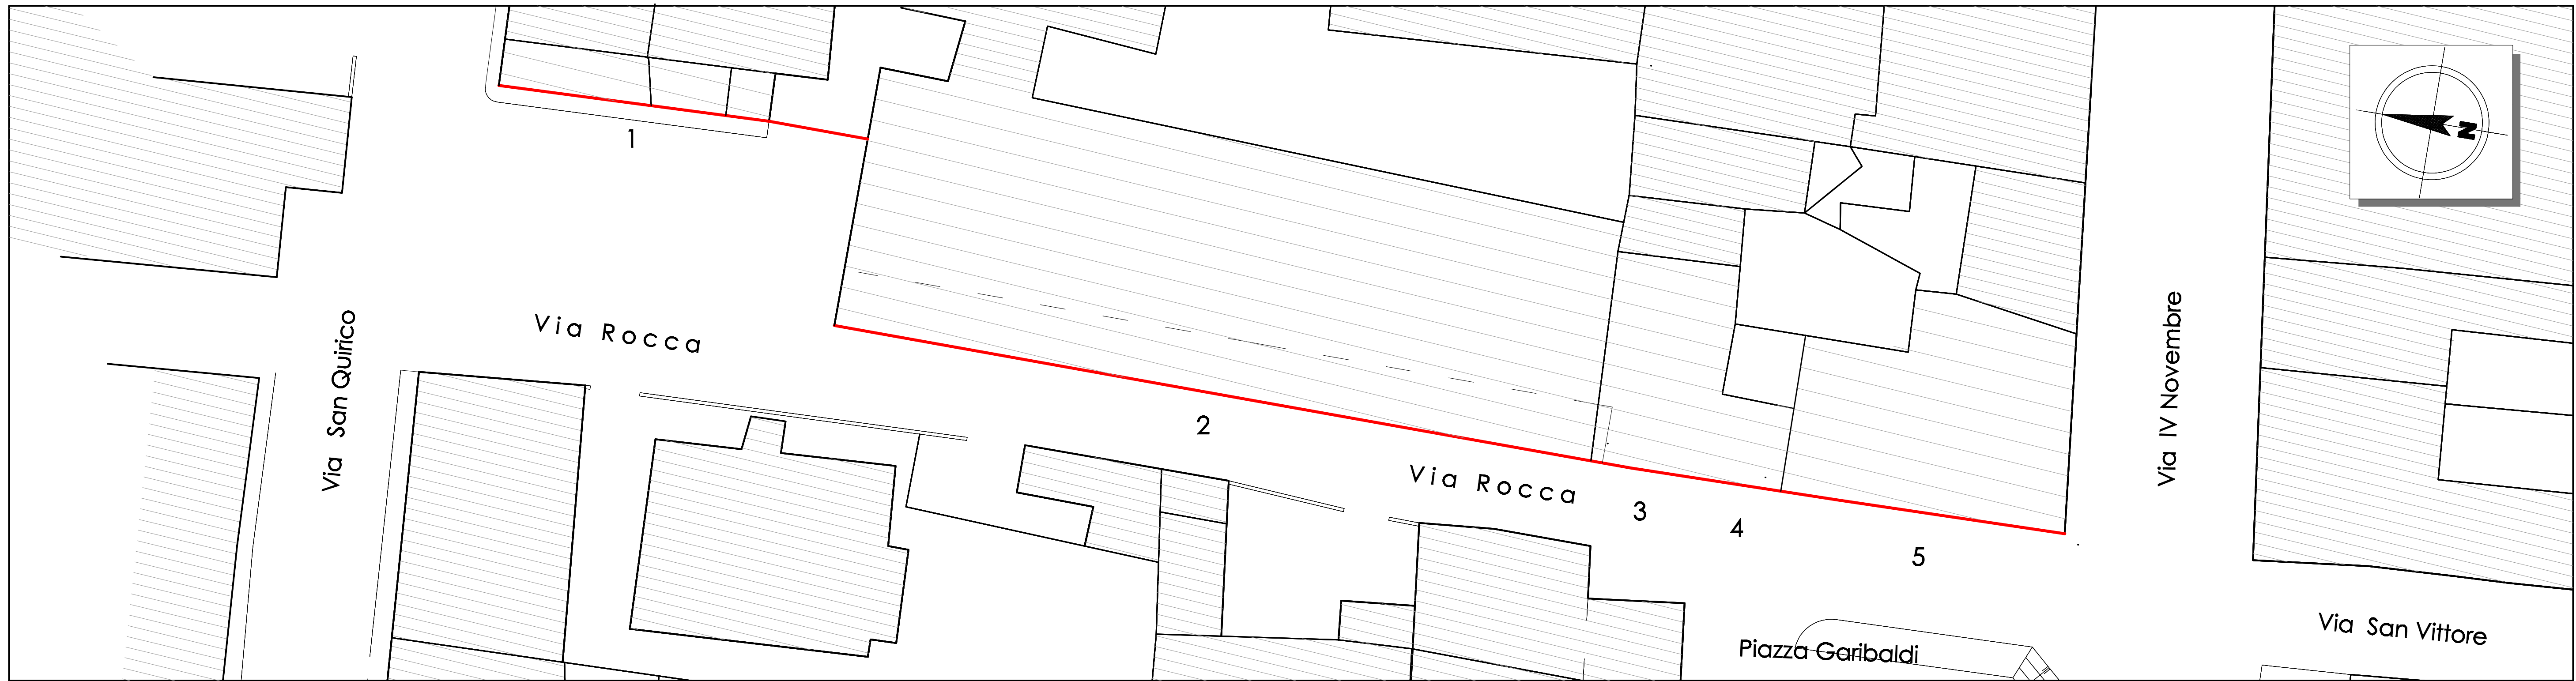 1
N
Via Rocca
Via San Quirico
2
Via Rocca
3
4
5
Via IV Novembre
Piazza Garibaldi
Via San Vittore